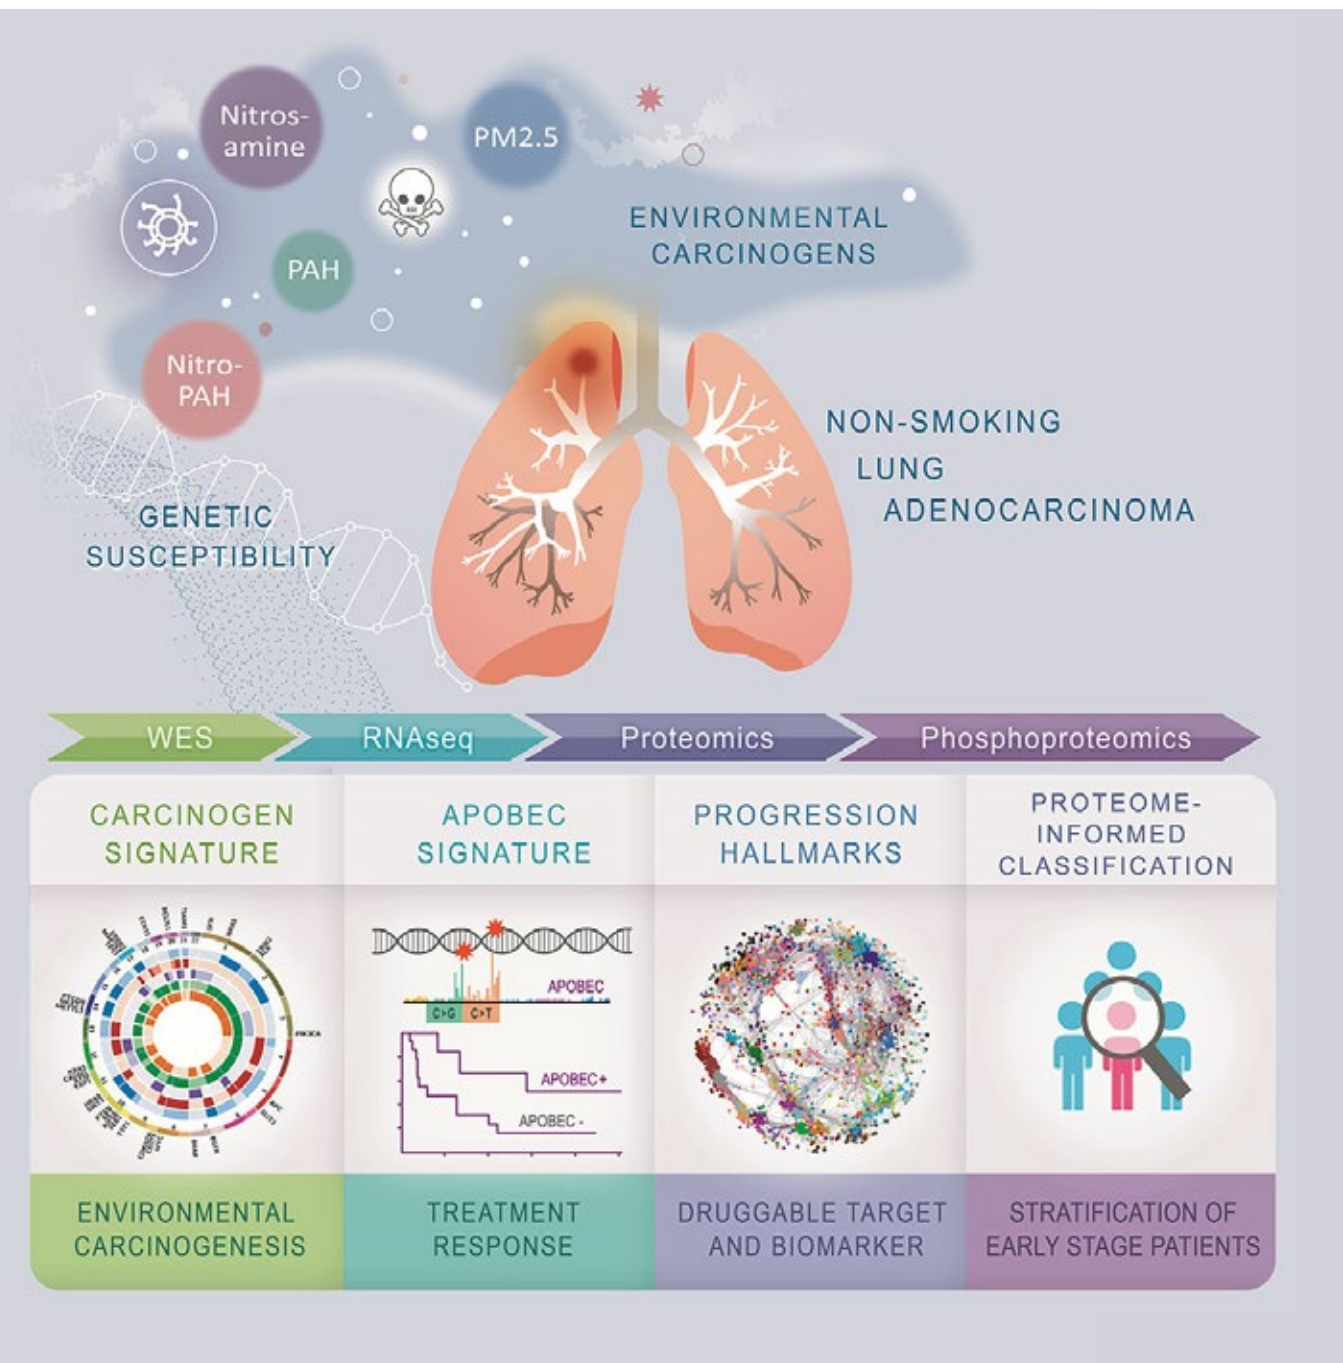 Nitros-
amine
PM2.5
ENVIRONMENTAL
CARCINOGENS
PAH
Nitro-
PAH
NON-SMOKING
LUNG
ADENOCARCINOMA
GENETIC
SUSCEPTIBILITY
WES
RNAseq
Proteomics
Phosphoproteomics
CARCINOGEN
SIGNATURE
APOBEC
SIGNATURE
PROGRESSION
HALLMARKS
PROTEOME-
INFORMED
CLASSIFICATION
PIK3CA
APOBEC
C>G
C>T
APOBEC+
APOBEC -
ENVIRONMENTAL
CARCINOGENESIS
TREATMENT
RESPONSE
DRUGGABLE TARGET
AND BIOMARKER
STRATIFICATION OF
EARLY STAGE PATIENTS